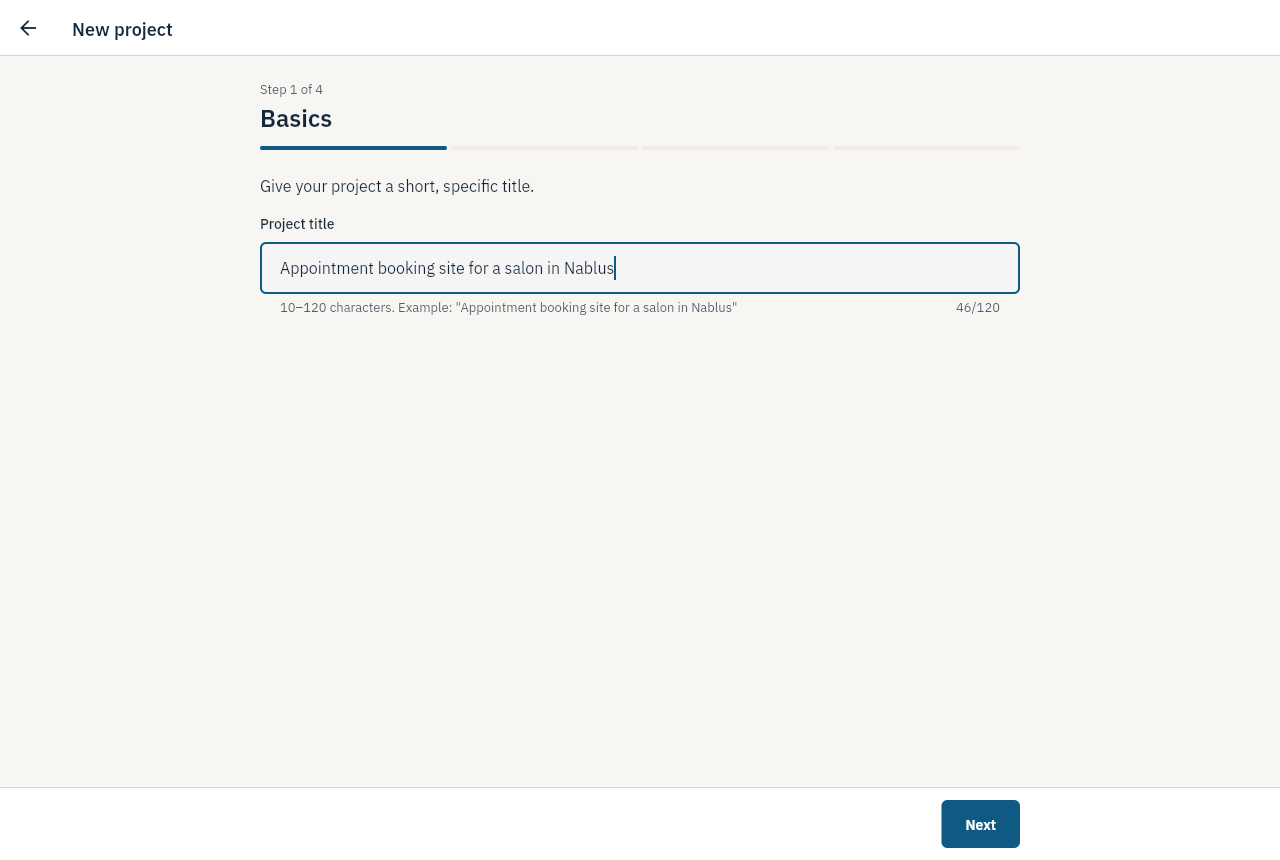 New project
Step 1 of 4
Basics
Give your project a short, specific title.
Project title
Appointment booking site for a salon in Nablus
10–120 characters. Example: "Appointment booking site for a salon in Nablus"
46/120
Next